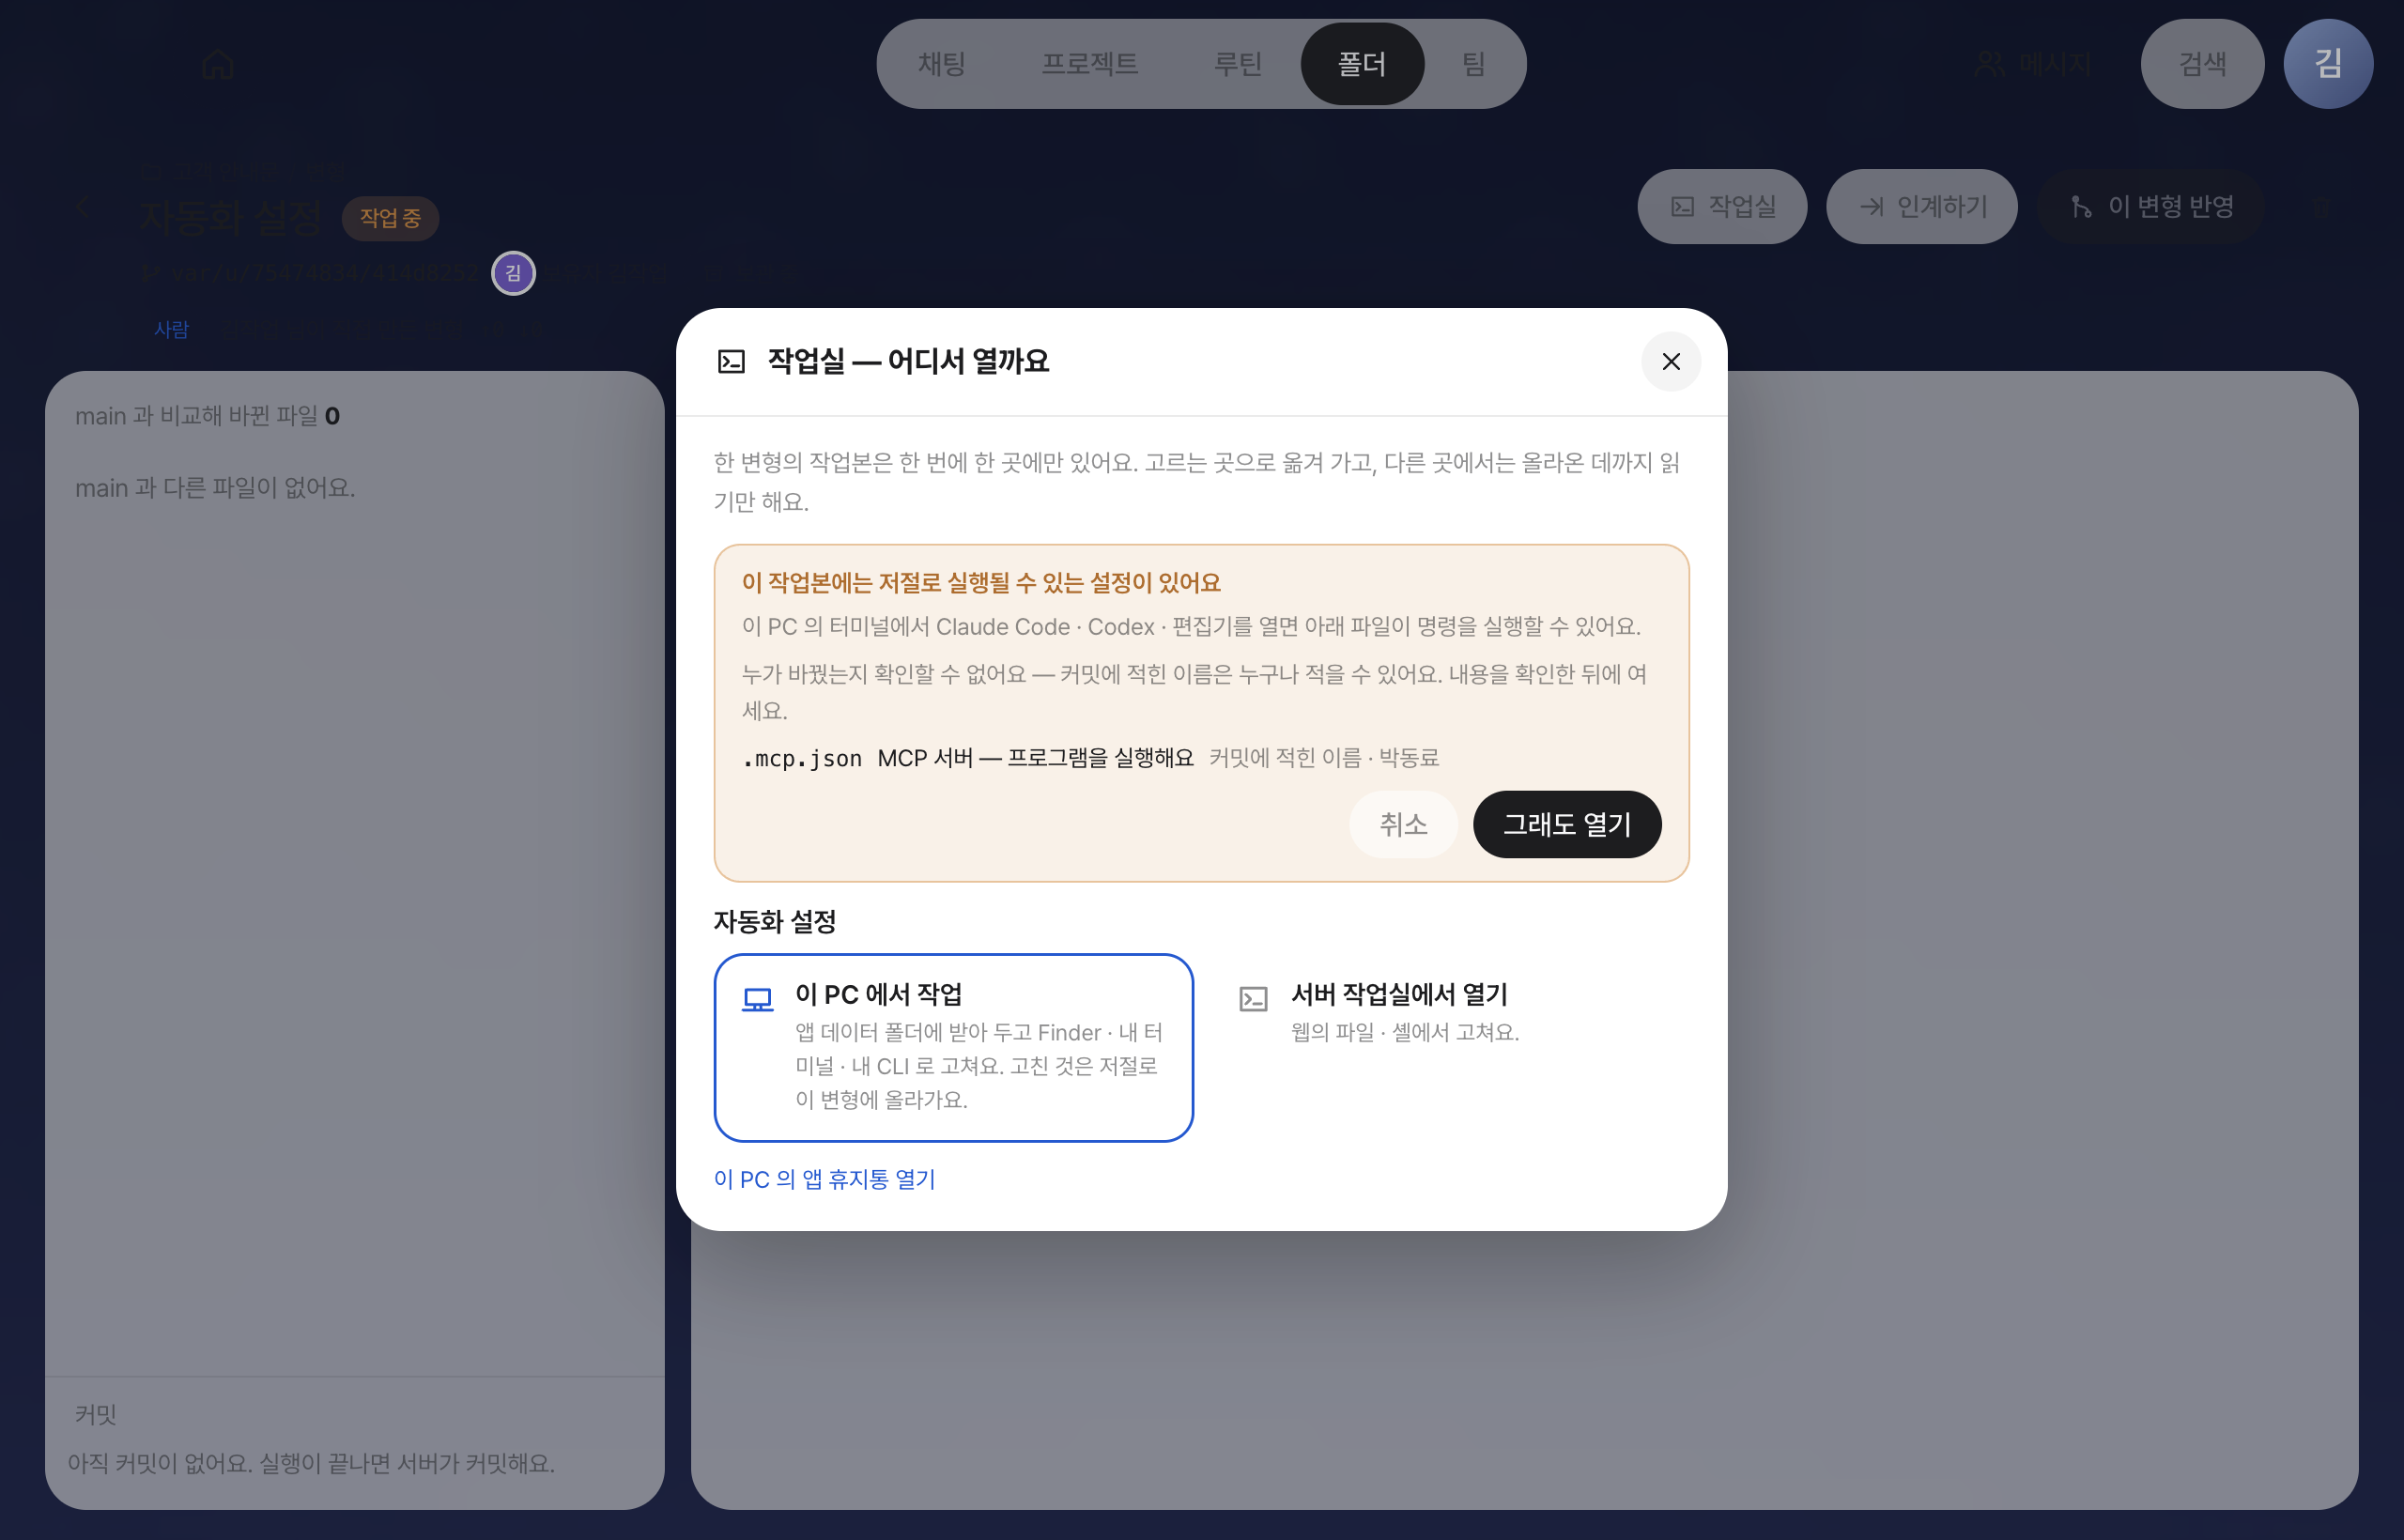 채팅 프로젝트 루틴 폴더 팀
메시지 검색 김
자동화 설정 작업 중
작업실 인계하기 이 변형 반영
var/u775474834/414d8252 김
사람
main 과 비교해 바뀐 파일 0
main 과 다른 파일이 없어요.
커밋
아직 커밋이 없어요. 실행이 끝나면 서버가 커밋해요.
작업실 — 어디서 열까요
한 변형의 작업본은 한 번에 한 곳에만 있어요. 고르는 곳으로 옮겨 가고, 다른 곳에서는 올라온 데까지 읽
기만 해요.
이 작업본에는 저절로 실행될 수 있는 설정이 있어요
이 PC 의 터미널에서 Claude Code · Codex · 편집기를 열면 아래 파일이 명령을 실행할 수 있어요.
누가 바꿨는지 확인할 수 없어요 — 커밋에 적힌 이름은 누구나 적을 수 있어요. 내용을 확인한 뒤에 여
세요.
.mcp.json MCP 서버 — 프로그램을 실행해요 커밋에 적힌 이름 · 박동료
취소 그래도 열기
자동화 설정
이 PC 에서 작업
앱 데이터 폴더에 받아 두고 Finder · 내 터
미널 · 내 CLI 로 고쳐요. 고친 것은 저절로
이 변형에 올라가요.
서버 작업실에서 열기
웹의 파일 · 셸에서 고쳐요.
이 PC 의 앱 휴지통 열기